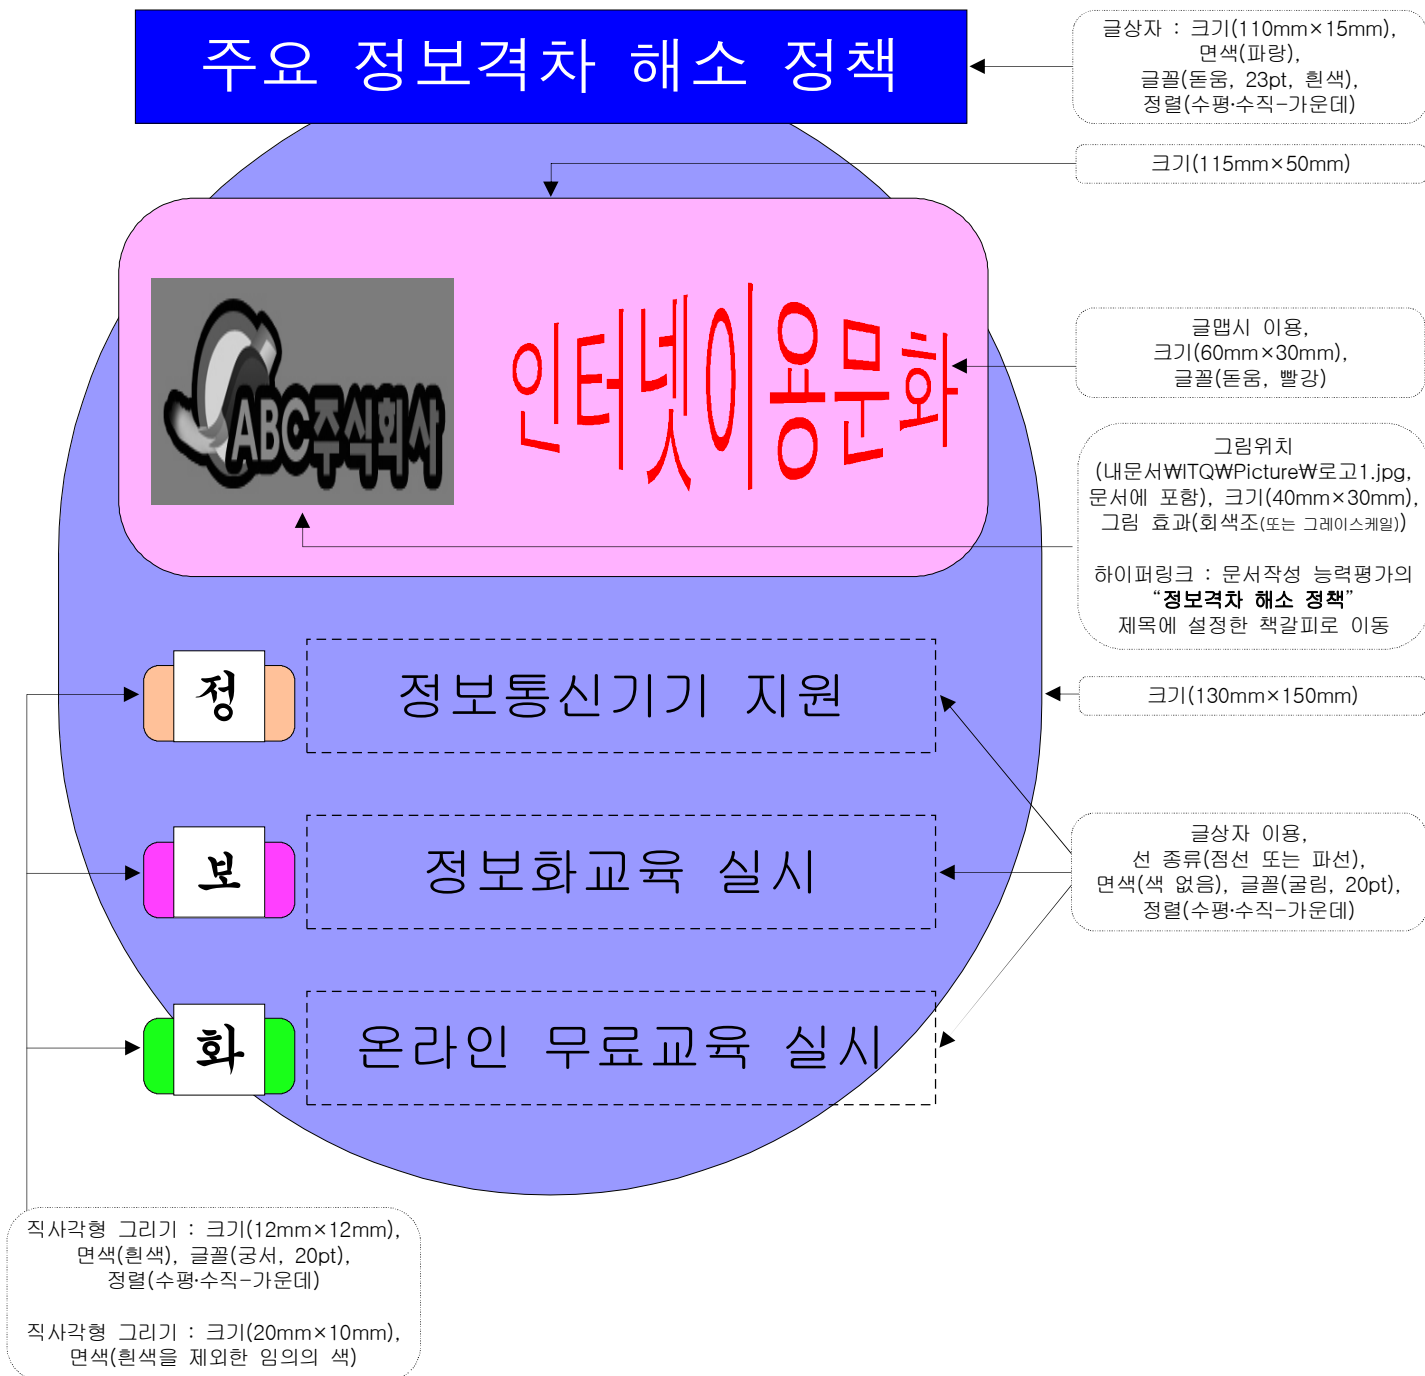 주요 정보격차 해소 정책
글상자 : 크기(110mm×15mm),
면색(파랑),
글꼴(돋움, 23pt, 흰색),
정렬(수평·수직-가운데)
크기(115mm×50mm)
ABC주식회사
인터넷이용문화
글맵시 이용,
크기(60mm×30mm),
글꼴(돋움, 빨강)
그림위치
(내문서₩ITQ₩Picture₩로고1.jpg,
문서에 포함), 크기(40mm×30mm),
그림 효과(회색조(또는 그레이스케일))
하이퍼링크 : 문서작성 능력평가의
“정보격차 해소 정책”
제목에 설정한 책갈피로 이동
정
정보통신기기 지원
크기(130mm×150mm)
보
정보화교육 실시
글상자 이용,
선 종류(점선 또는 파선),
면색(색 없음), 글꼴(굴림, 20pt),
정렬(수평·수직-가운데)
화
온라인 무료교육 실시
직사각형 그리기 : 크기(12mm×12mm),
면색(흰색), 글꼴(궁서, 20pt),
정렬(수평·수직-가운데)
직사각형 그리기 : 크기(20mm×10mm),
면색(흰색을 제외한 임의의 색)